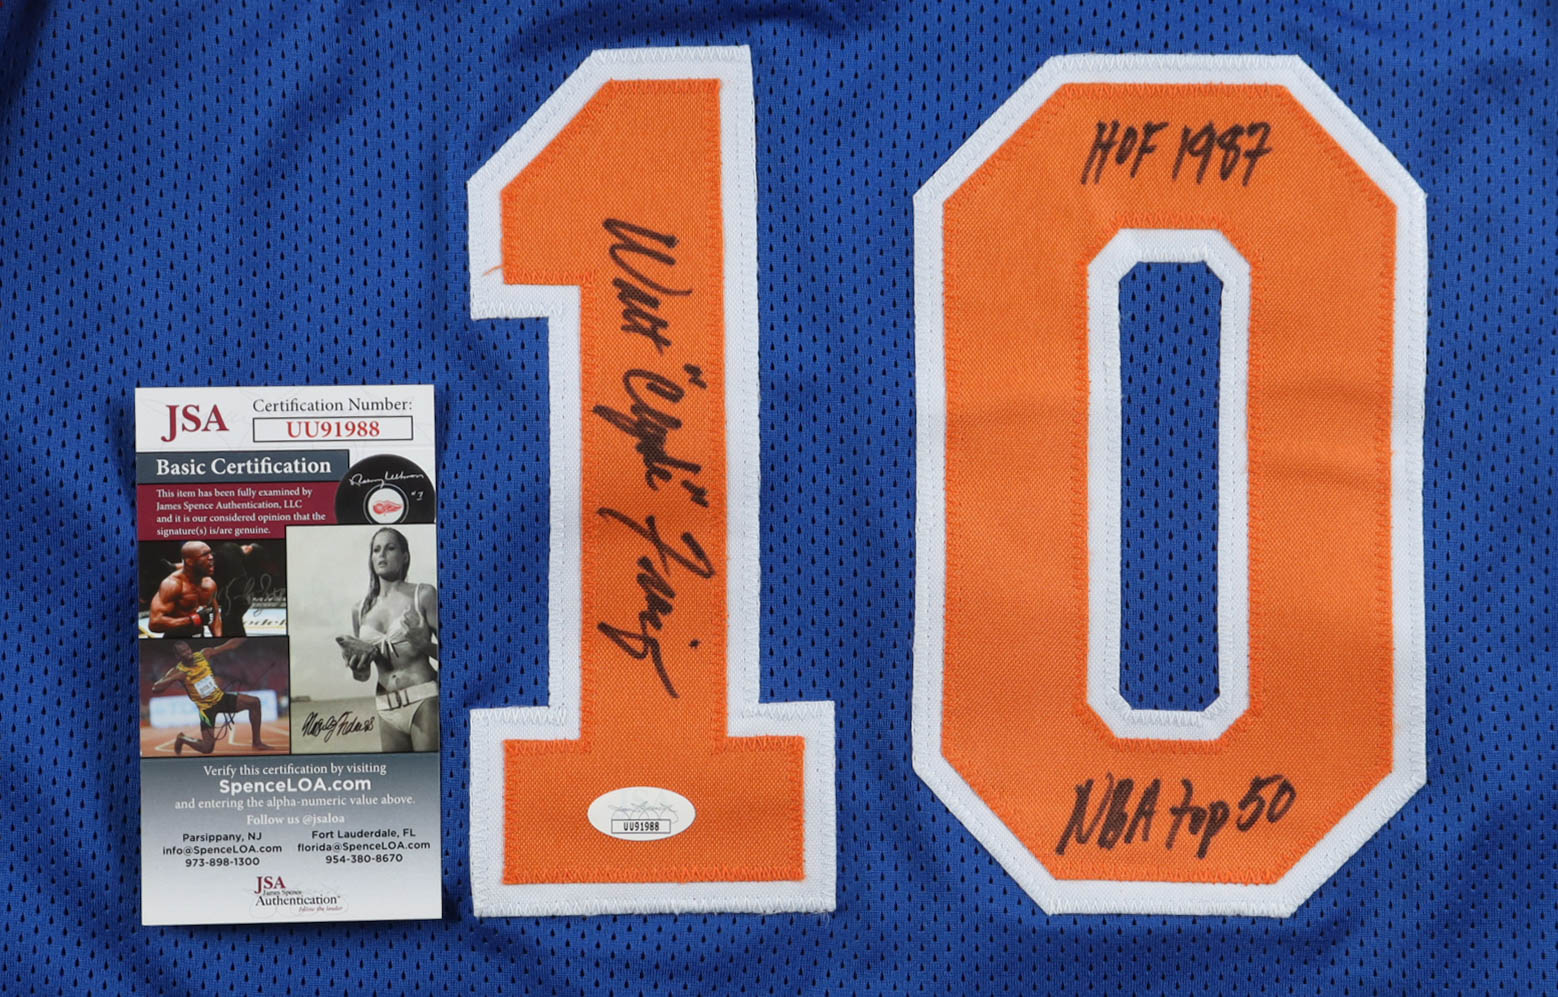 10
HOF 1987
Walt "Clyde" Frazier
NBA Top 50
UU91988
JSA
Certification Number:
UU91988
Basic Certification
This item has been fully examined by
James Spence Authentication, LLC
and it is our considered opinion that the
signature(s) is/are genuine.
Verify this certification by visiting
SpenceLOA.com
and entering the alpha-numeric value above.
Follow us @jsaloa
Parsippany, NJ
info@SpenceLOA.com
973-898-1300
Fort Lauderdale, FL
florida@SpenceLOA.com
954-380-8670
JSA
James Spence
Authentication